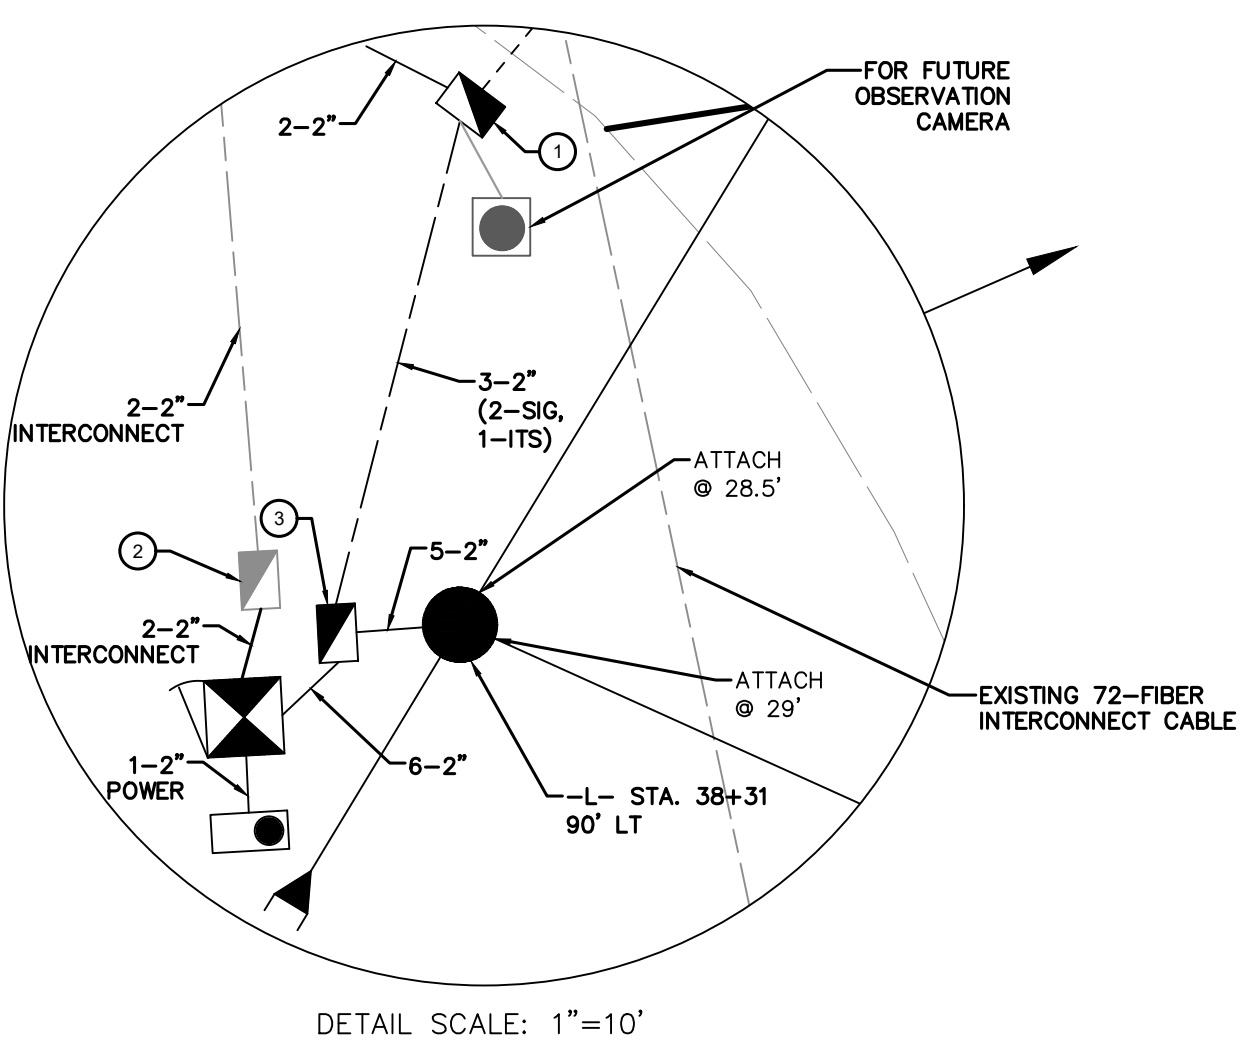 FOR FUTURE
OBSERVATION
CAMERA
2-2"
1
3-2"
(2-SIG,
1-ITS)
2-2"
INTERCONNECT
ATTACH
@ 28.5'
3
2
5-2"
2-2"
INTERCONNECT
ATTACH
@ 29'
EXISTING 72-FIBER
INTERCONNECT CABLE
1-2"
POWER
6-2"
-L- STA. 38+31
90' LT
DETAIL SCALE: 1"=10'